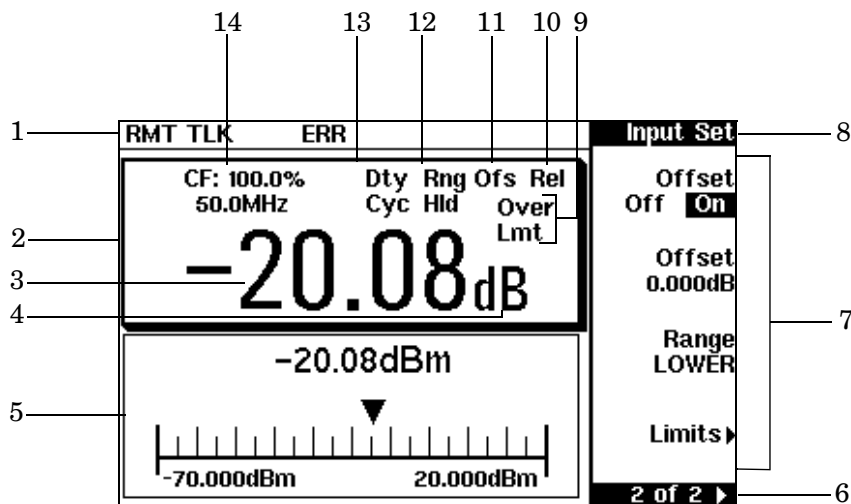 14 13 12 11 10 9
1 RMT TLK ERR Input Set 8
CF: 100.0% Dty Rng Ofs Rel
50.0MHz Cyc Hld Over
Lmt
Offset
Off On
2
3 -20.08dB
4
Offset
0.000dB
7
Range
LOWER
-20.08dBm
5
-70.000dBm 20.000dBm
Limits
2 of 2 6